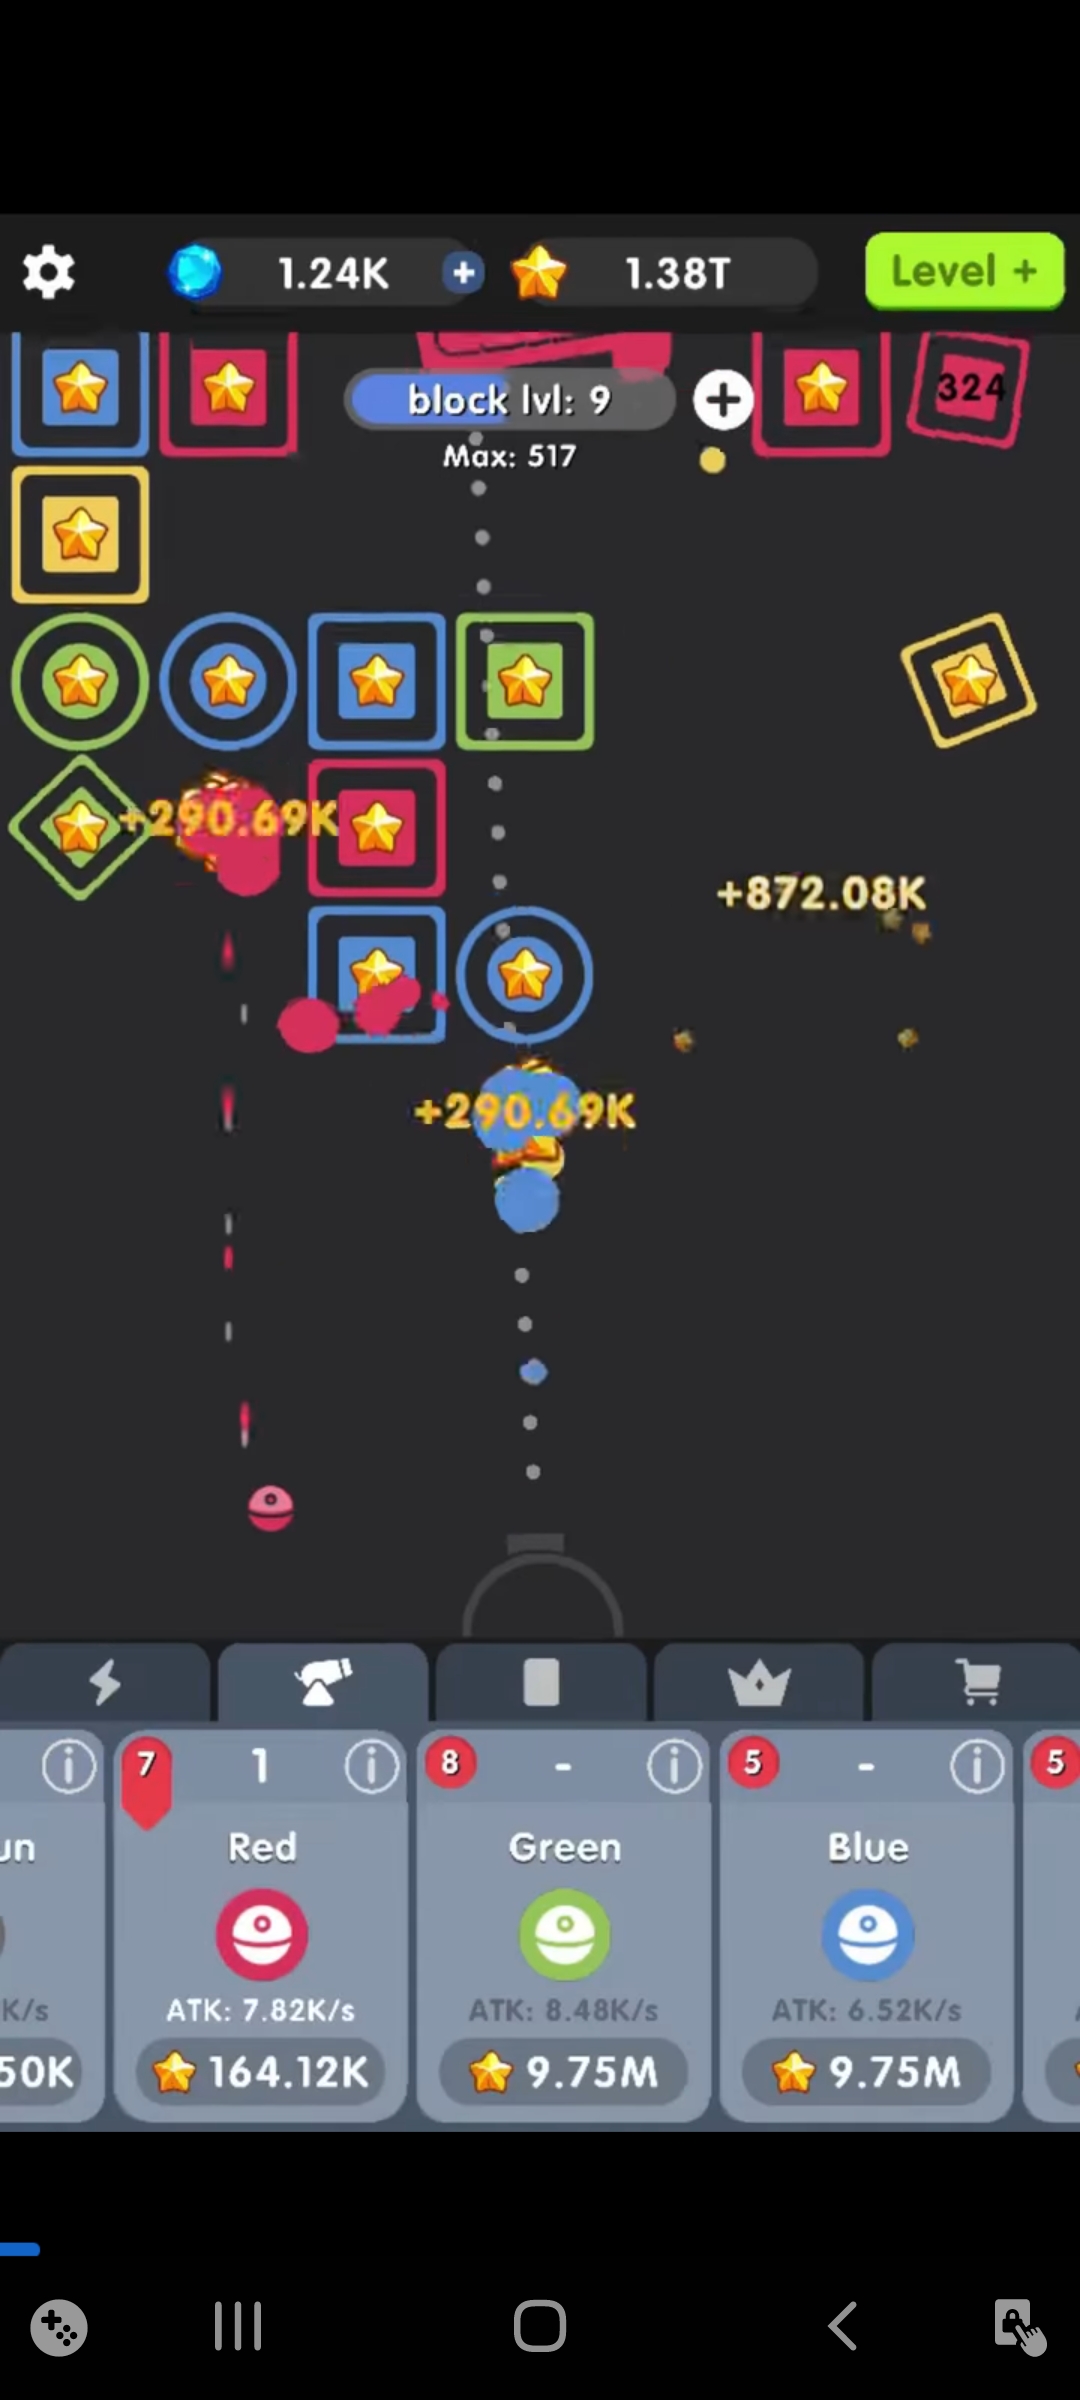 1.24K
1.38T
Level +
block lvl: 9
324
Max: 517
+290.69K
+872.08K
+290.69K
7
1
8
-
5
-
5
un
Red
Green
Blue
K/s
ATK: 7.82K/s
ATK: 8.48K/s
ATK: 6.52K/s
50K
164.12K
9.75M
9.75M